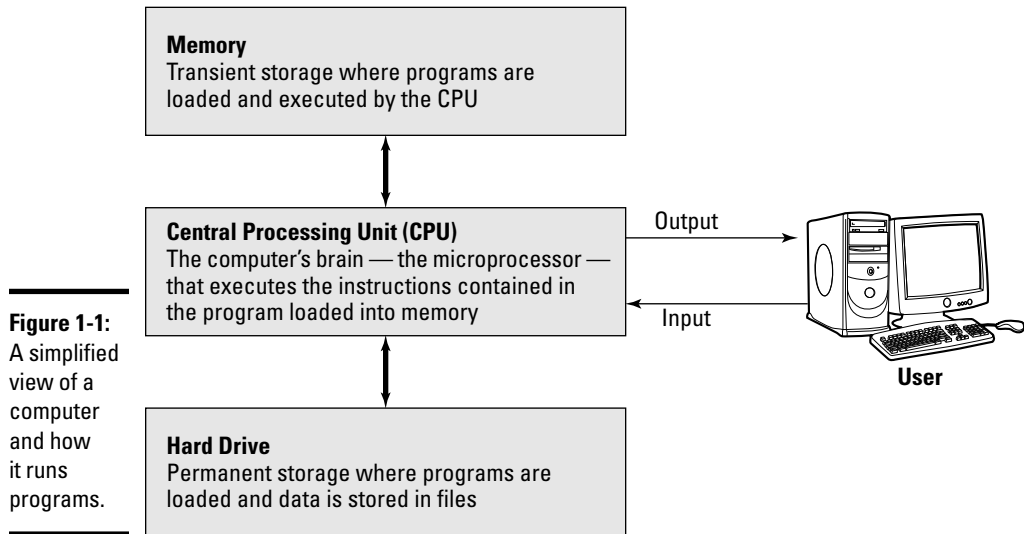 Memory
Transient storage where programs are
loaded and executed by the CPU
Central Processing Unit (CPU)
The computer's brain — the microprocessor —
that executes the instructions contained in
the program loaded into memory
Output
Input
User
Hard Drive
Permanent storage where programs are
loaded and data is stored in files
Figure 1-1:
A simplified
view of a
computer
and how
it runs
programs.